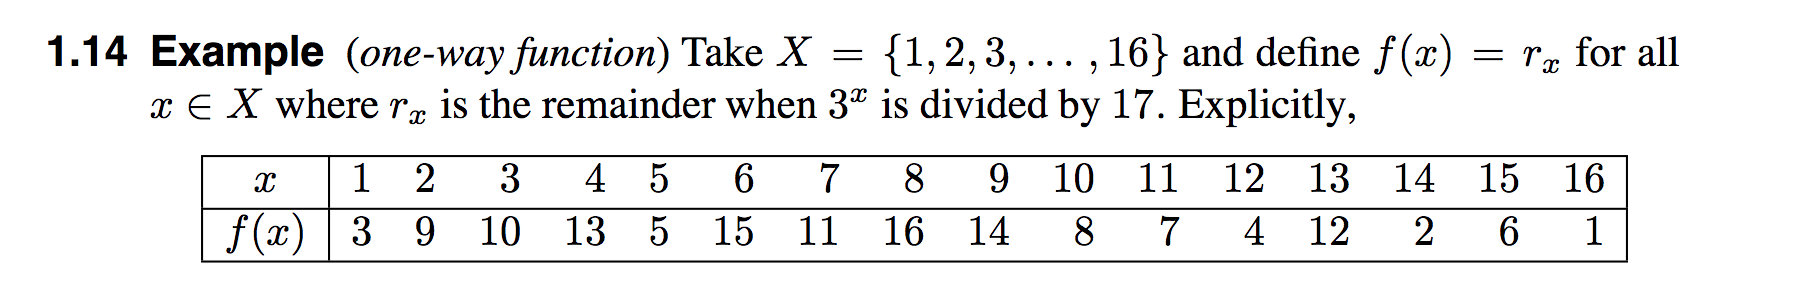 1.14 Example (one-way function) Take X = {1, 2, 3, . . . , 16} and define f(x) = rₓ for all
x ∈ X where rₓ is the remainder when 3ˣ is divided by 17. Explicitly,
x 1 2 3 4 5 6 7 8 9 10 11 12 13 14 15 16
f(x) 3 9 10 13 5 15 11 16 14 8 7 4 12 2 6 1